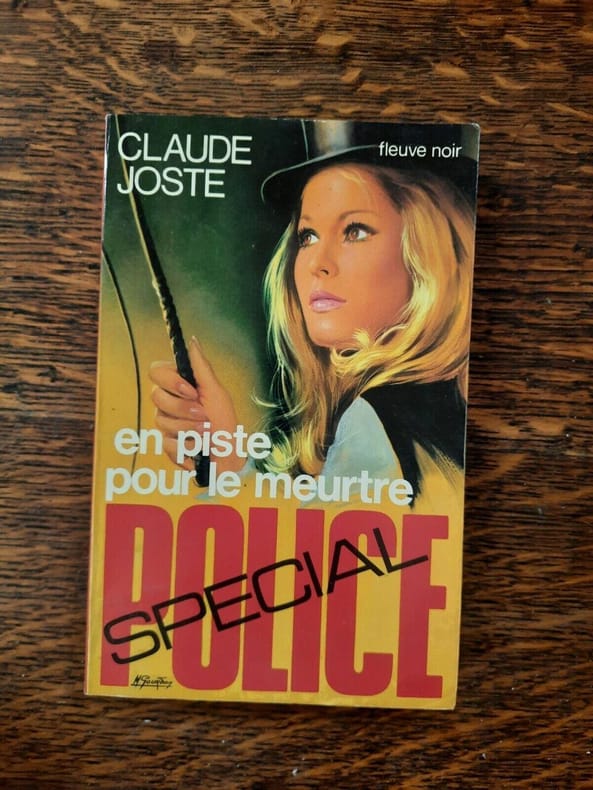 CLAUDE
JOSTE
fleuve noir
en piste
pour le meurtre
POLICE
SPECIAL